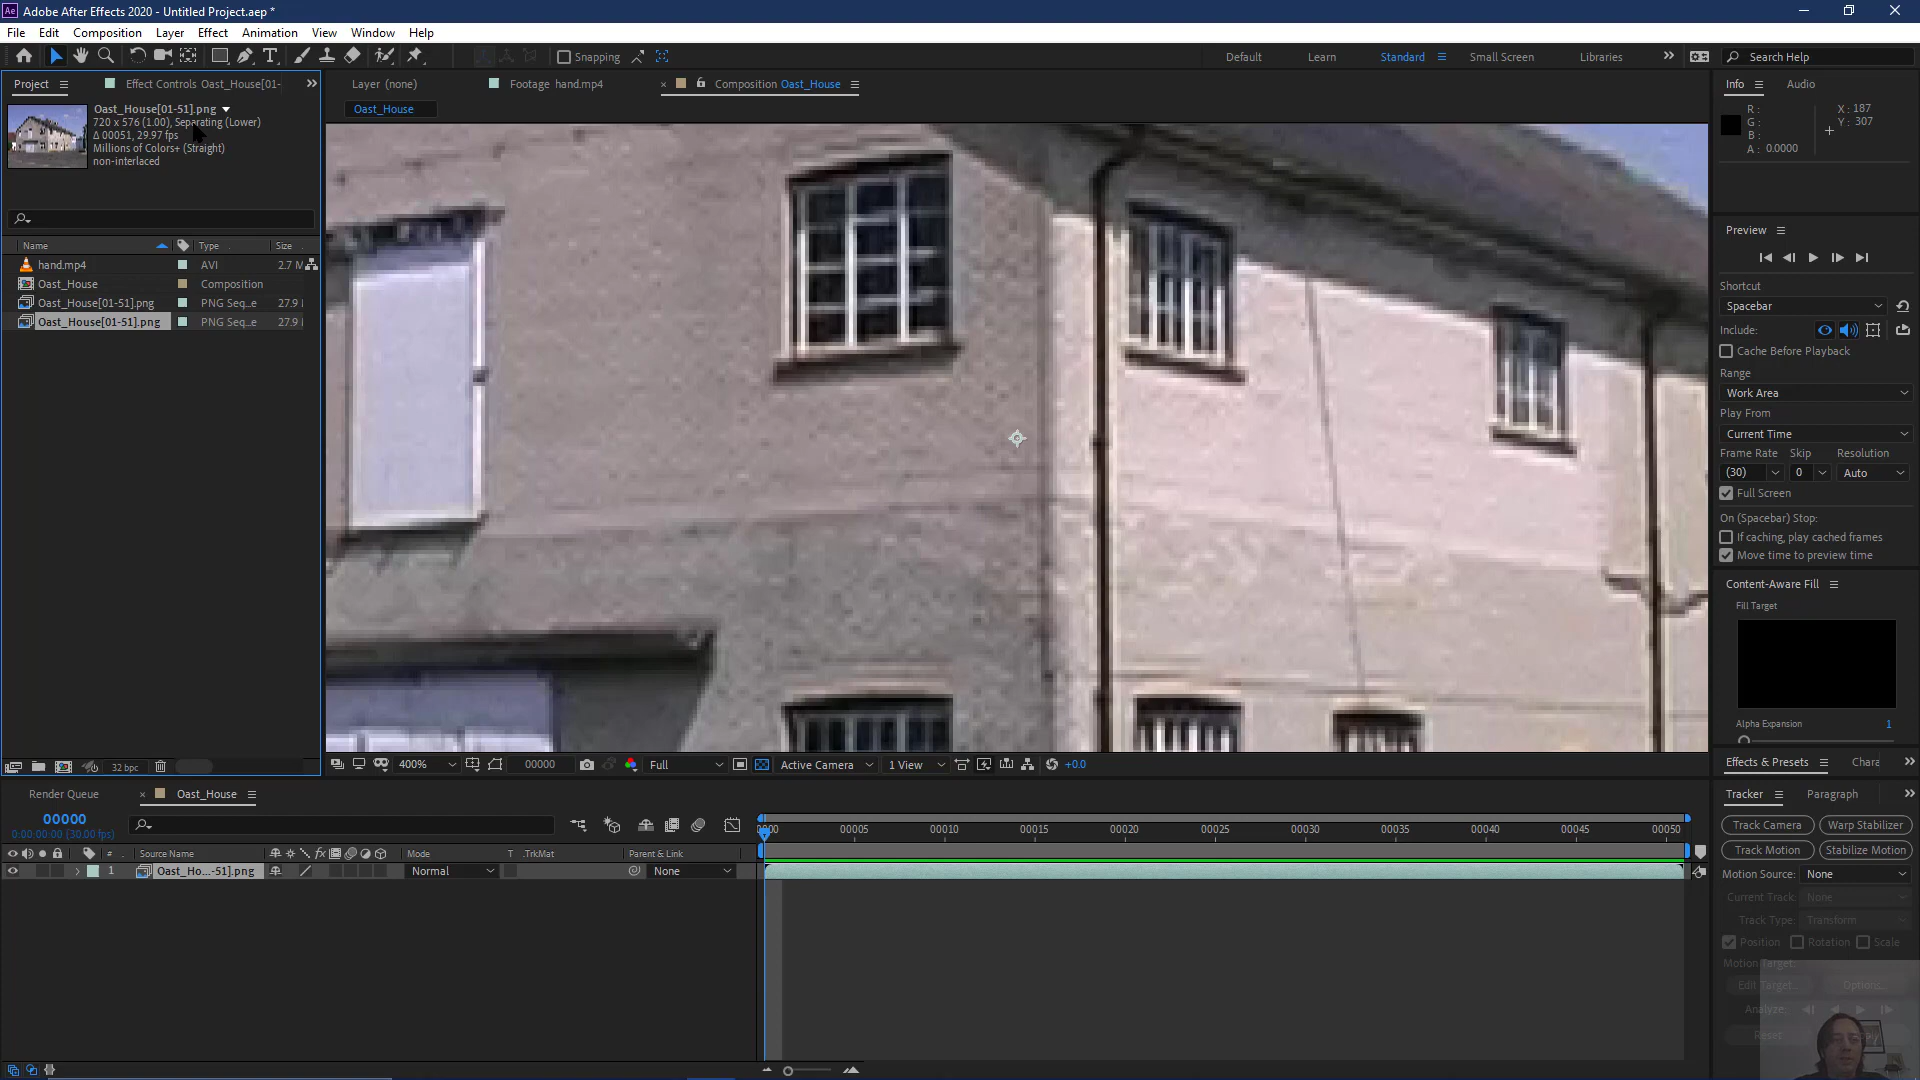 Ae Adobe After Effects 2020 - Untitled Project.aep *
File Edit Composition Layer Effect Animation View Window Help
Snapping
Default Learn Standard Small Screen Libraries
Search Help
Project
Effect Controls Oast_House[01-
Layer (none)
Footage hand.mp4
Composition Oast_House
Info Audio
Oast_House[01-51].png
720 x 576 (1.00), Separating (Lower)
Δ 00051, 29.97 fps
Millions of Colors+ (Straight)
non-interlaced
Oast_House
R :
G :
B :
A : 0.0000
X : 187
Y : 307
Name Type Size
hand.mp4 AVI 2.7 M
Oast_House Composition
Oast_House[01-51].png PNG Seq...e 27.9
Oast_House[01-51].png PNG Seq...e 27.9
Preview
Shortcut
Spacebar
Include:
Cache Before Playback
Range
Work Area
Play From
Current Time
Frame Rate Skip Resolution
(30) 0 Auto
Full Screen
On (Spacebar) Stop:
If caching, play cached frames
Move time to preview time
Content-Aware Fill
Fill Target
Alpha Expansion 1
32 bpc
400% 00000 Full Active Camera 1 View +0.0
Effects & Presets Chara
Render Queue
Oast_House
Tracker Paragraph
00000
0:00:00:00 (30.00 fps)
0000 00005 00010 00015 00020 00025 00030 00035 00040 00045 00050
# Source Name Mode T .TrkMat Parent & Link
1 Oast_Ho...-51].png Normal None
Track Camera Warp Stabilizer
Track Motion Stabilize Motion
Motion Source: None
Current Track: None
Track Type: Transform
Position Rotation Scale
Motion Target:
Edit Target... Options...
Analyze:
Reset